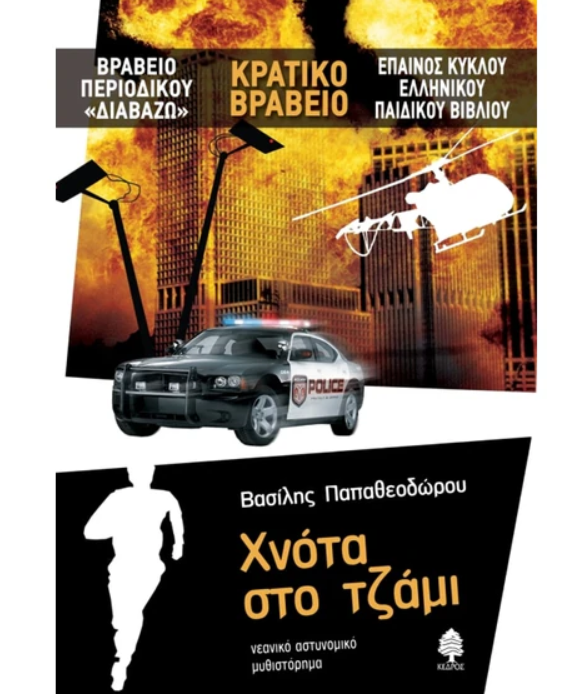 ΒΡΑΒΕΙΟ
ΠΕΡΙΟΔΙΚΟΥ
«ΔΙΑΒΑΖΩ»
ΚΡΑΤΙΚΟ
ΒΡΑΒΕΙΟ
ΕΠΑΙΝΟΣ ΚΥΚΛΟΥ
ΕΛΛΗΝΙΚΟΥ
ΠΑΙΔΙΚΟΥ ΒΙΒΛΙΟΥ
POLICE
Βασίλης Παπαθεοδώρου
Χνότα
στο τζάμι
νεανικό αστυνομικό
μυθιστόρημα
ΚΕΔΡΟΣ